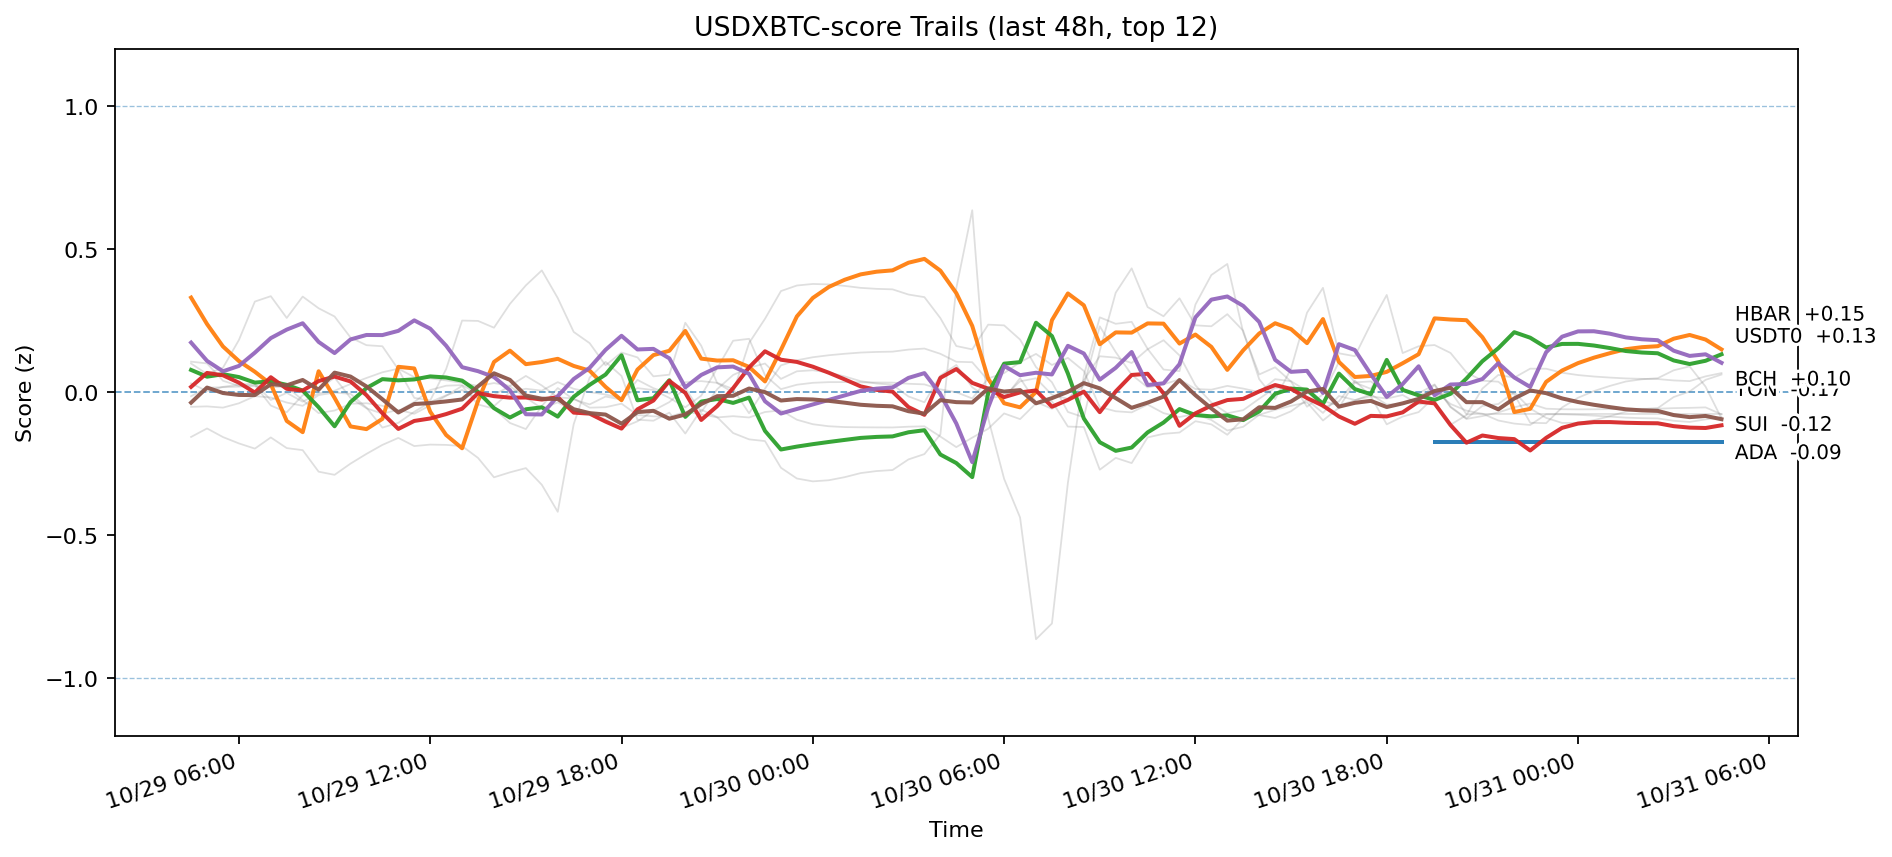 USDXBTC-score Trails (last 48h, top 12)
Score (z)
1.0
0.5
0.0
−0.5
−1.0
HBAR +0.15
USDT0 +0.13
BCH +0.10
TON -0.17
SUI -0.12
ADA -0.09
10/29 06:00
10/29 12:00
10/29 18:00
10/30 00:00
10/30 06:00
10/30 12:00
10/30 18:00
10/31 00:00
10/31 06:00
Time